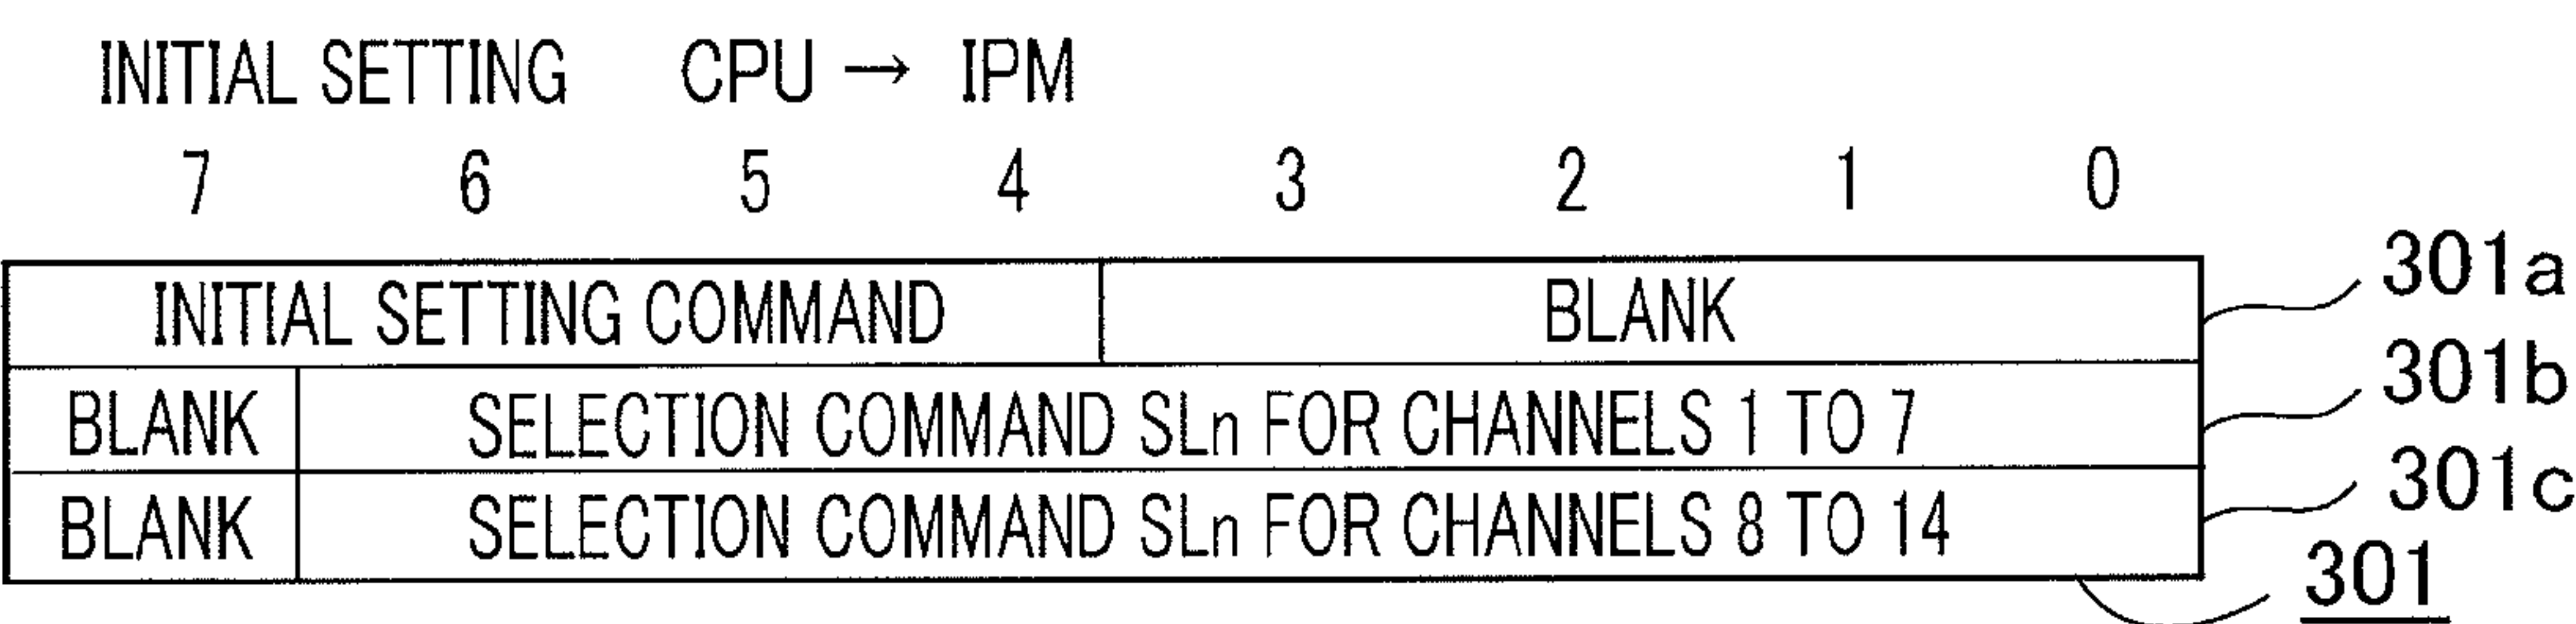 INITIAL SETTING CPU → IPM
7 6 5 4 3 2 1 0
INITIAL SETTING COMMAND BLANK 301a
BLANK SELECTION COMMAND SLn FOR CHANNELS 1 TO 7 301b
BLANK SELECTION COMMAND SLn FOR CHANNELS 8 TO 14 301c
301